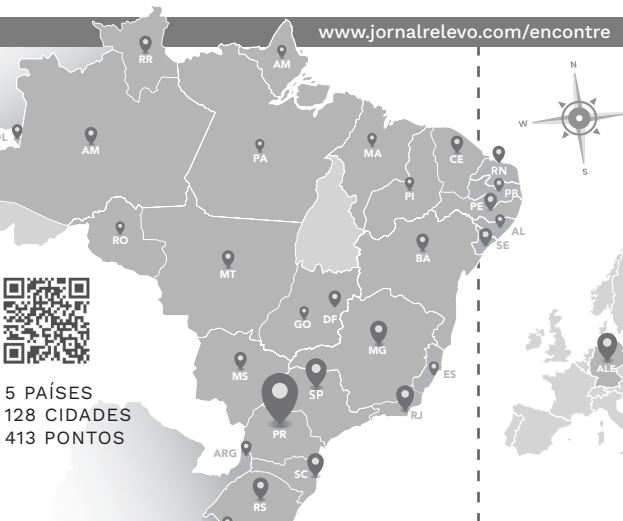 www.jornalrelevo.com/encontre
RR
AM
N
W
S
OL
AM
PA
MA
CE
RN
PB
PI
PE
AL
SE
RO
MT
BA
GO
DF
MG
ALE
5 PAÍSES
128 CIDADES
413 PONTOS
MS
SP
ES
RJ
PR
ARG
SC
RS